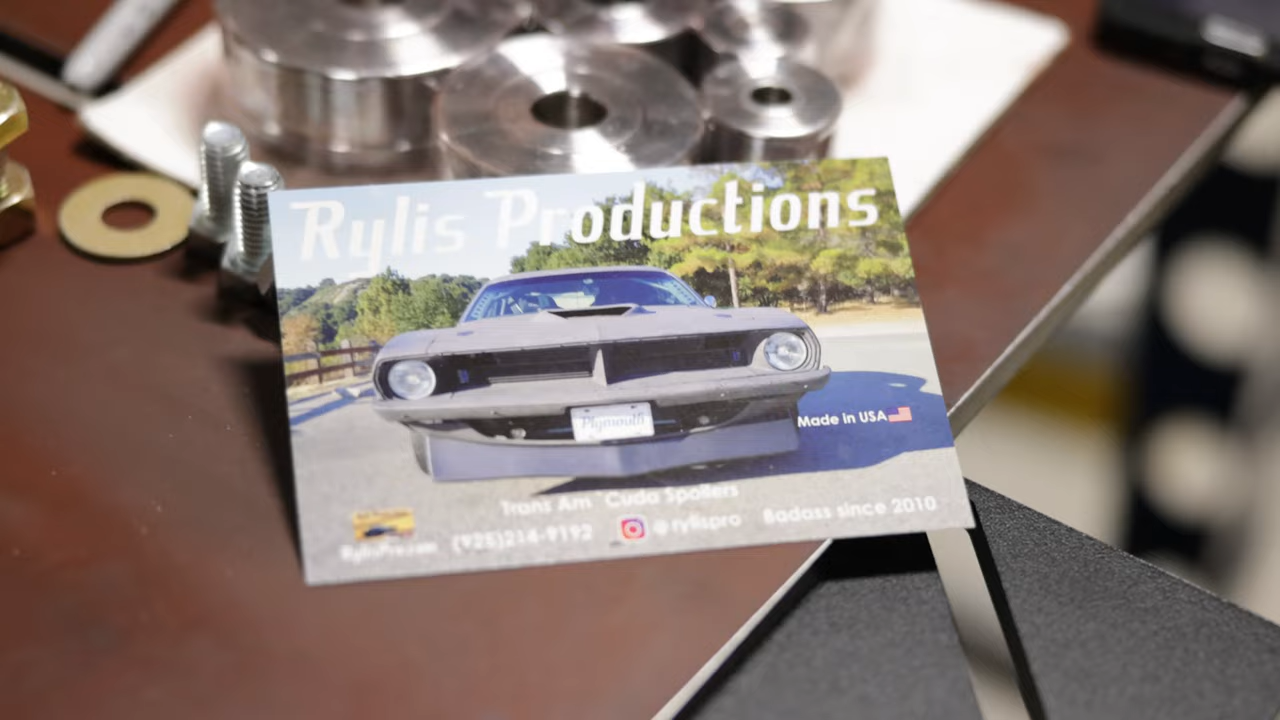 Rylis Productions
Plymouth
Made in USA
Trans Am 'Cuda Spoilers
RylisPro.com (925)214-9192 @rylispro Badass since 2010